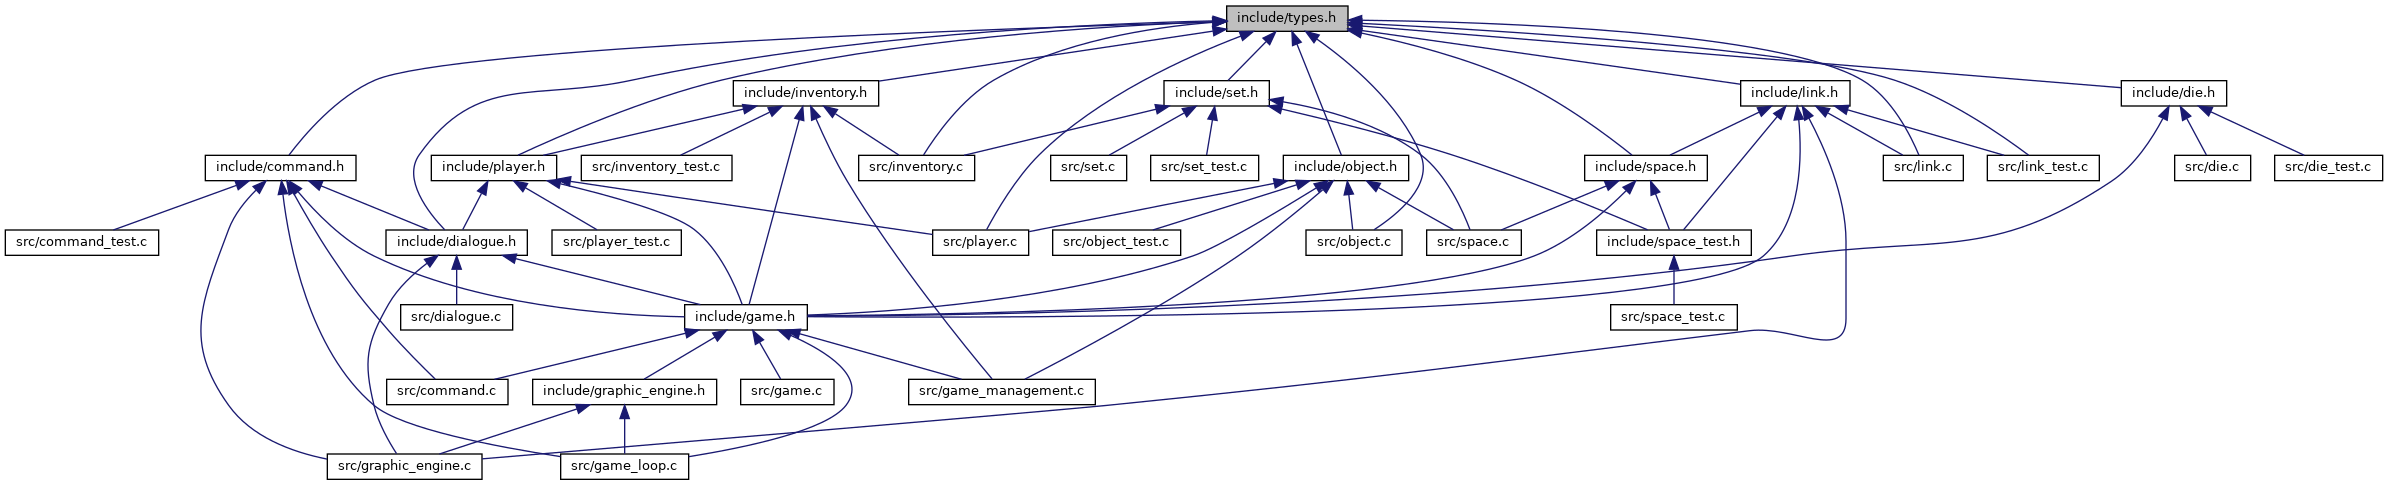 include/types.h
include/inventory.h
include/set.h
include/link.h
include/die.h
include/command.h
include/player.h
src/inventory_test.c
src/inventory.c
src/set.c
src/set_test.c
include/object.h
include/space.h
src/link.c
src/link_test.c
src/die.c
src/die_test.c
src/command_test.c
include/dialogue.h
src/player_test.c
src/player.c
src/object_test.c
src/object.c
src/space.c
include/space_test.h
src/dialogue.c
include/game.h
src/space_test.c
src/command.c
include/graphic_engine.h
src/game.c
src/game_management.c
src/graphic_engine.c
src/game_loop.c